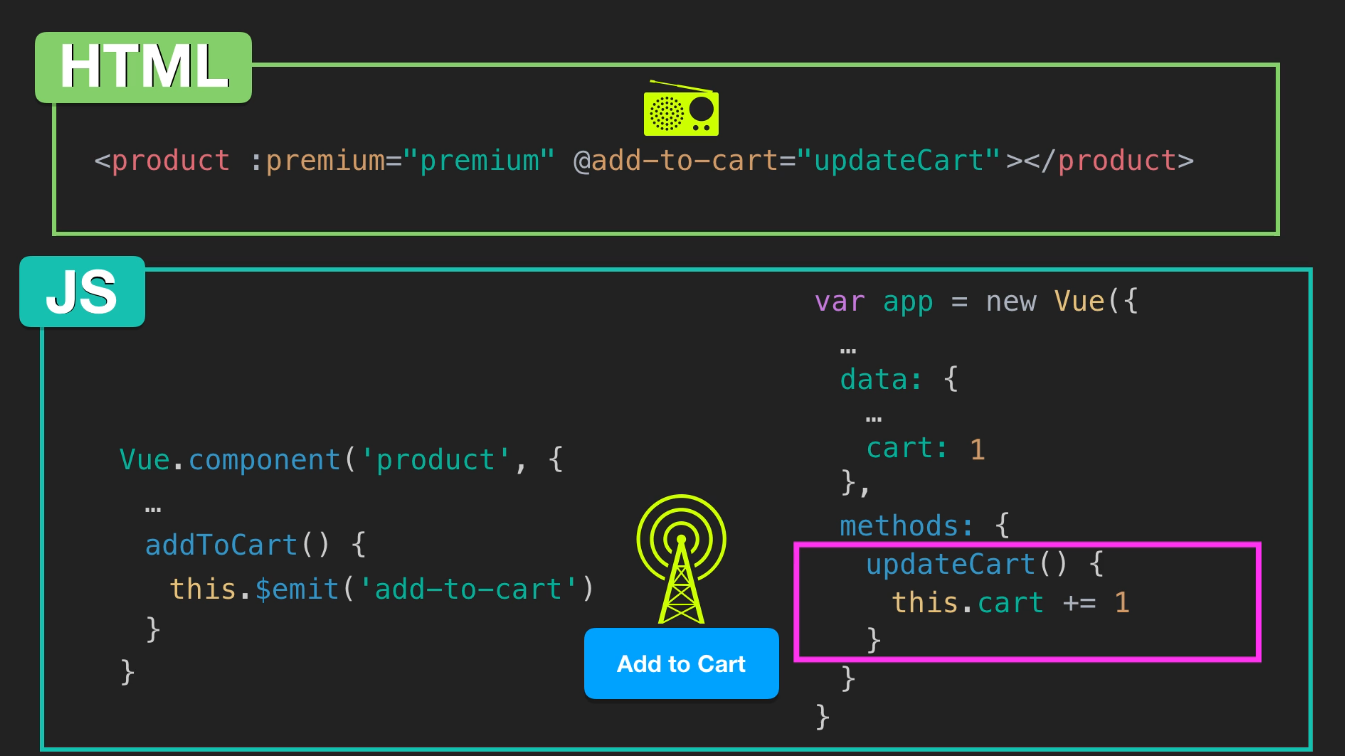 HTML
<product :premium="premium" @add-to-cart="updateCart"></product>
JS
Vue.component('product', {
…
addToCart() {
this.$emit('add-to-cart')
}
}
Add to Cart
var app = new Vue({
…
data: {
…
cart: 1
},
methods: {
updateCart() {
this.cart += 1
}
}
}